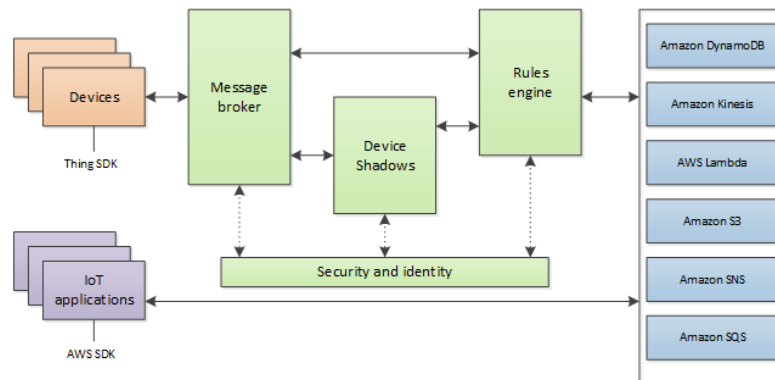 Devices
Thing SDK
Message
broker
Device
Shadows
Rules
engine
Security and identity
IoT
applications
AWS SDK
Amazon DynamoDB
Amazon Kinesis
AWS Lambda
Amazon S3
Amazon SNS
Amazon SQS